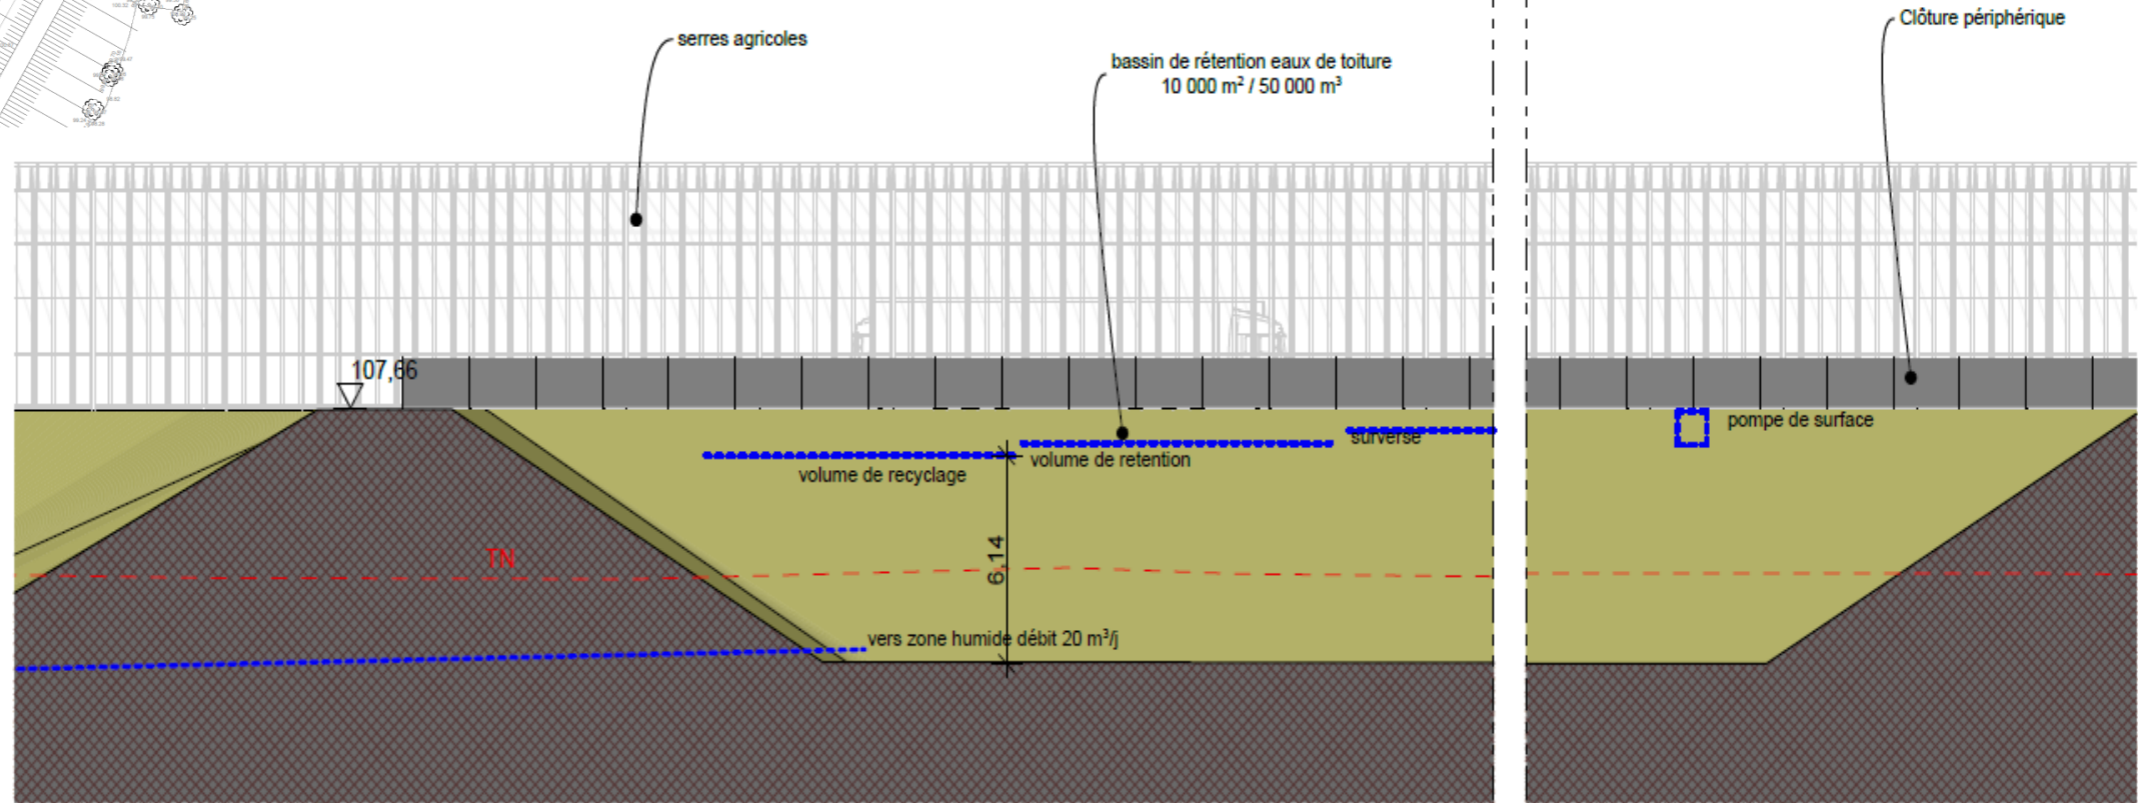 serres agricoles
bassin de rétention eaux de toiture
10 000 m² / 50 000 m³
Clôture périphérique
107,66
pompe de surface
surverse
volume de retention
volume de recyclage
6,14
TN
vers zone humide débit 20 m³/j